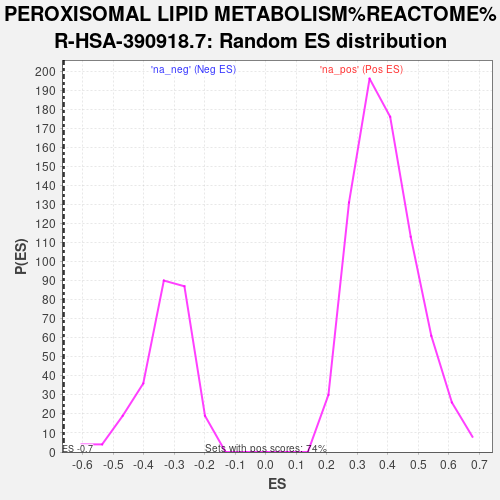 PEROXISOMAL LIPID METABOLISM%REACTOME%
R-HSA-390918.7: Random ES distribution
'na_neg' (Neg ES)
'na_pos' (Pos ES)
200
190
180
170
160
150
140
130
120
110
100
90
80
70
60
50
40
30
20
10
0
P(ES)
ES -0.7
Sets with pos scores: 74%
-0.6 -0.5 -0.4 -0.3 -0.2 -0.1 0.0 0.1 0.2 0.3 0.4 0.5 0.6 0.7
ES